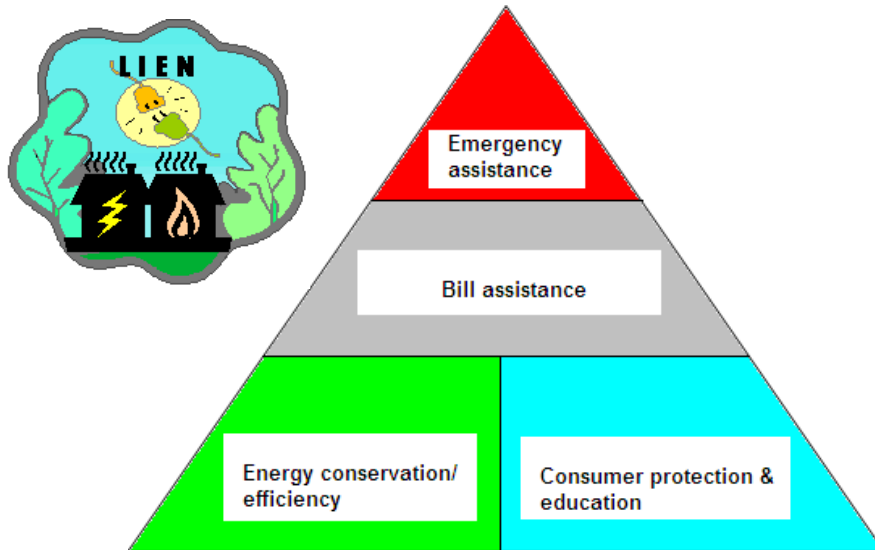 LIEN
Emergency
assistance
Bill assistance
Energy conservation/
efficiency
Consumer protection &
education